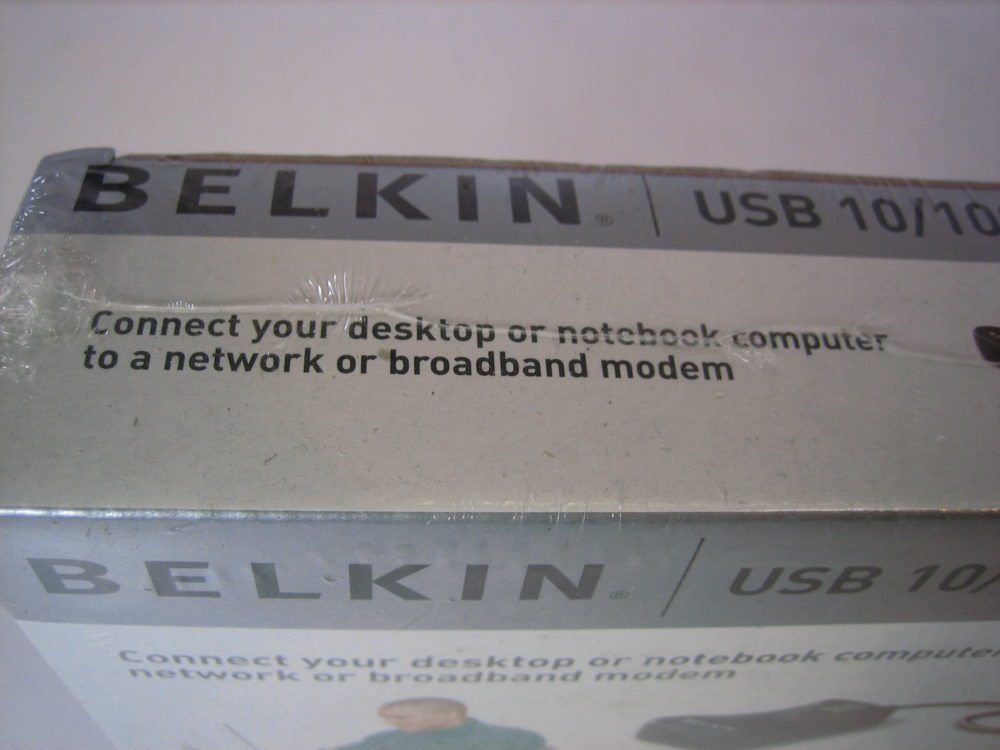 BELKIN® | USB 10/10
Connect your desktop or notebook computer
to a network or broadband modem
BELKIN® | USB 10/
Connect your desktop or notebook computer
network or broadband modem